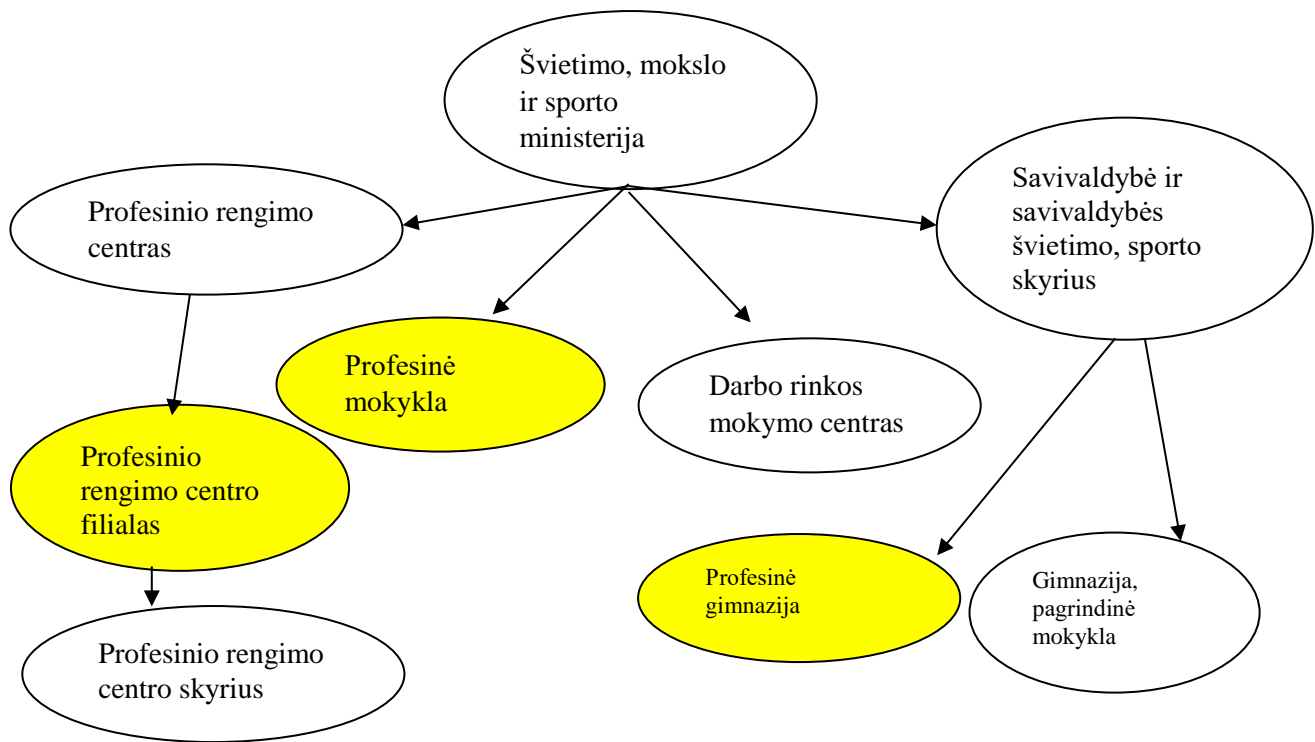 Švietimo, mokslo
ir sporto
ministerija
Profesinio rengimo
centras
Savivaldybė ir
savivaldybės
švietimo, sporto
skyrius
Profesinė
mokykla
Darbo rinkos
mokymo centras
Profesinio
rengimo centro
filialas
Profesinė
gimnazija
Gimnazija,
pagrindinė
mokykla
Profesinio rengimo
centro skyrius